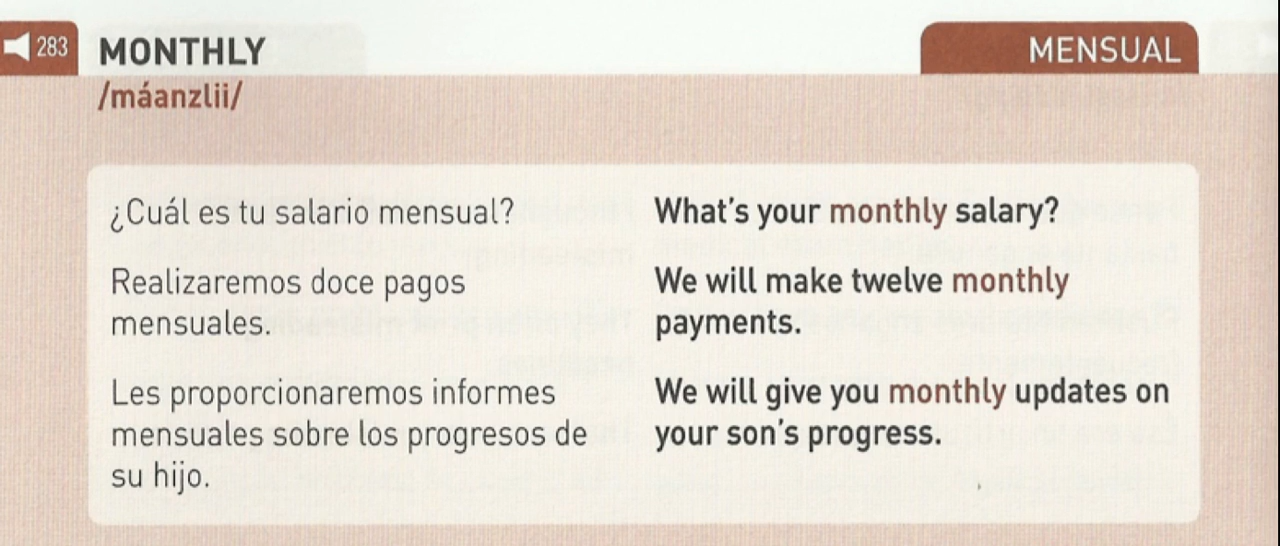 283 MONTHLY MENSUAL
/máanzlii/
¿Cuál es tu salario mensual?
What's your monthly salary?
Realizaremos doce pagos
mensuales.
We will make twelve monthly
payments.
Les proporcionaremos informes
mensuales sobre los progresos de
su hijo.
We will give you monthly updates on
your son's progress.